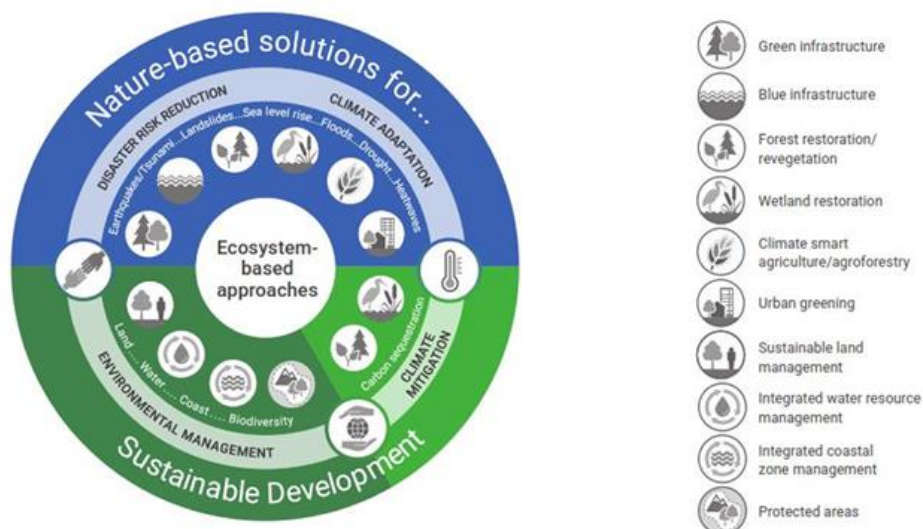 Nature-based solutions for...
DISASTER RISK REDUCTION
CLIMATE ADAPTATION
Earthquakes/Tsunami...Landslides...Sea level rise...Floods...Drought...Heatwaves
Ecosystem-
based
approaches
Carbon sequestration
CLIMATE
MITIGATION
Land .... Water..... Coast ..... Biodiversity
ENVIRONMENTAL MANAGEMENT
Sustainable Development
Green infrastructure
Blue infrastructure
Forest restoration/
revegetation
Wetland restoration
Climate smart
agriculture/agroforestry
Urban greening
Sustainable land
management
Integrated water resource
management
Integrated coastal
zone management
Protected areas